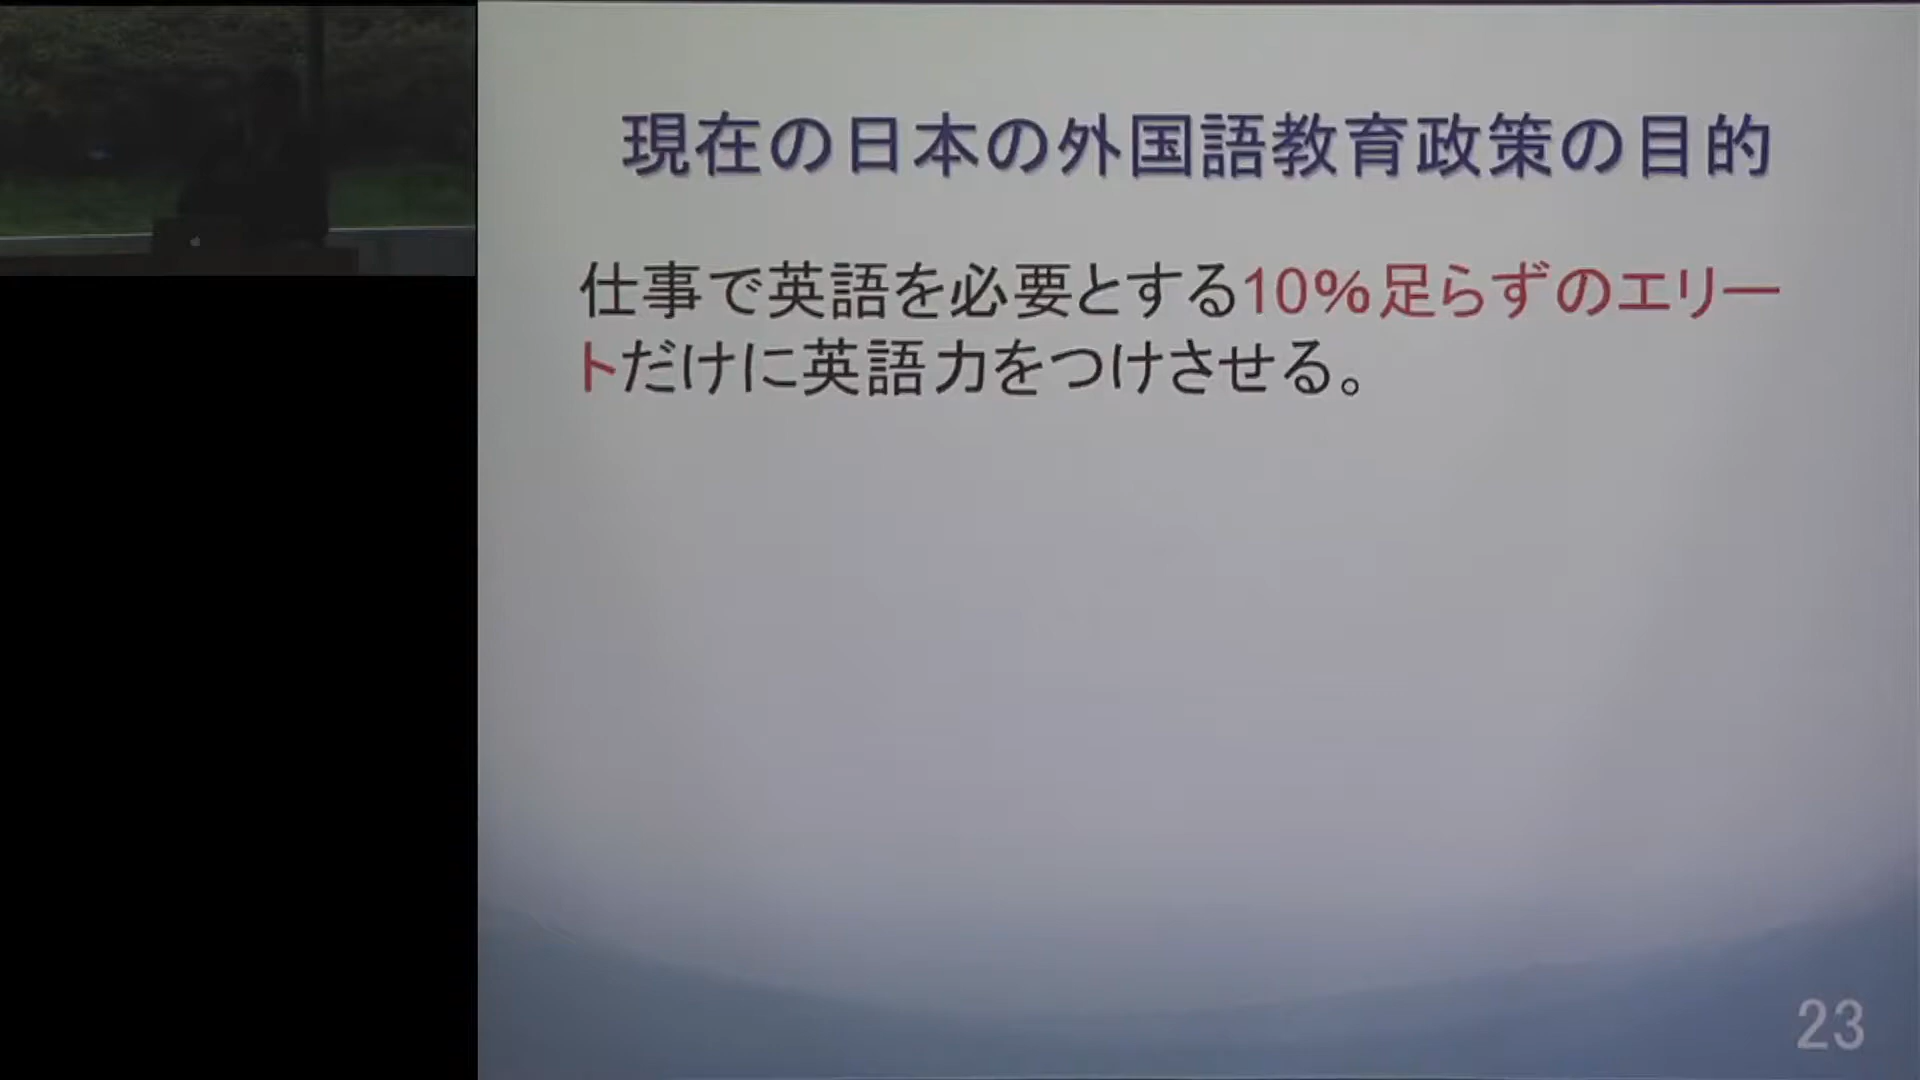 現在の日本の外国語教育政策の目的
仕事で英語を必要とする10%足らずのエリー
トだけに英語力をつけさせる。
23